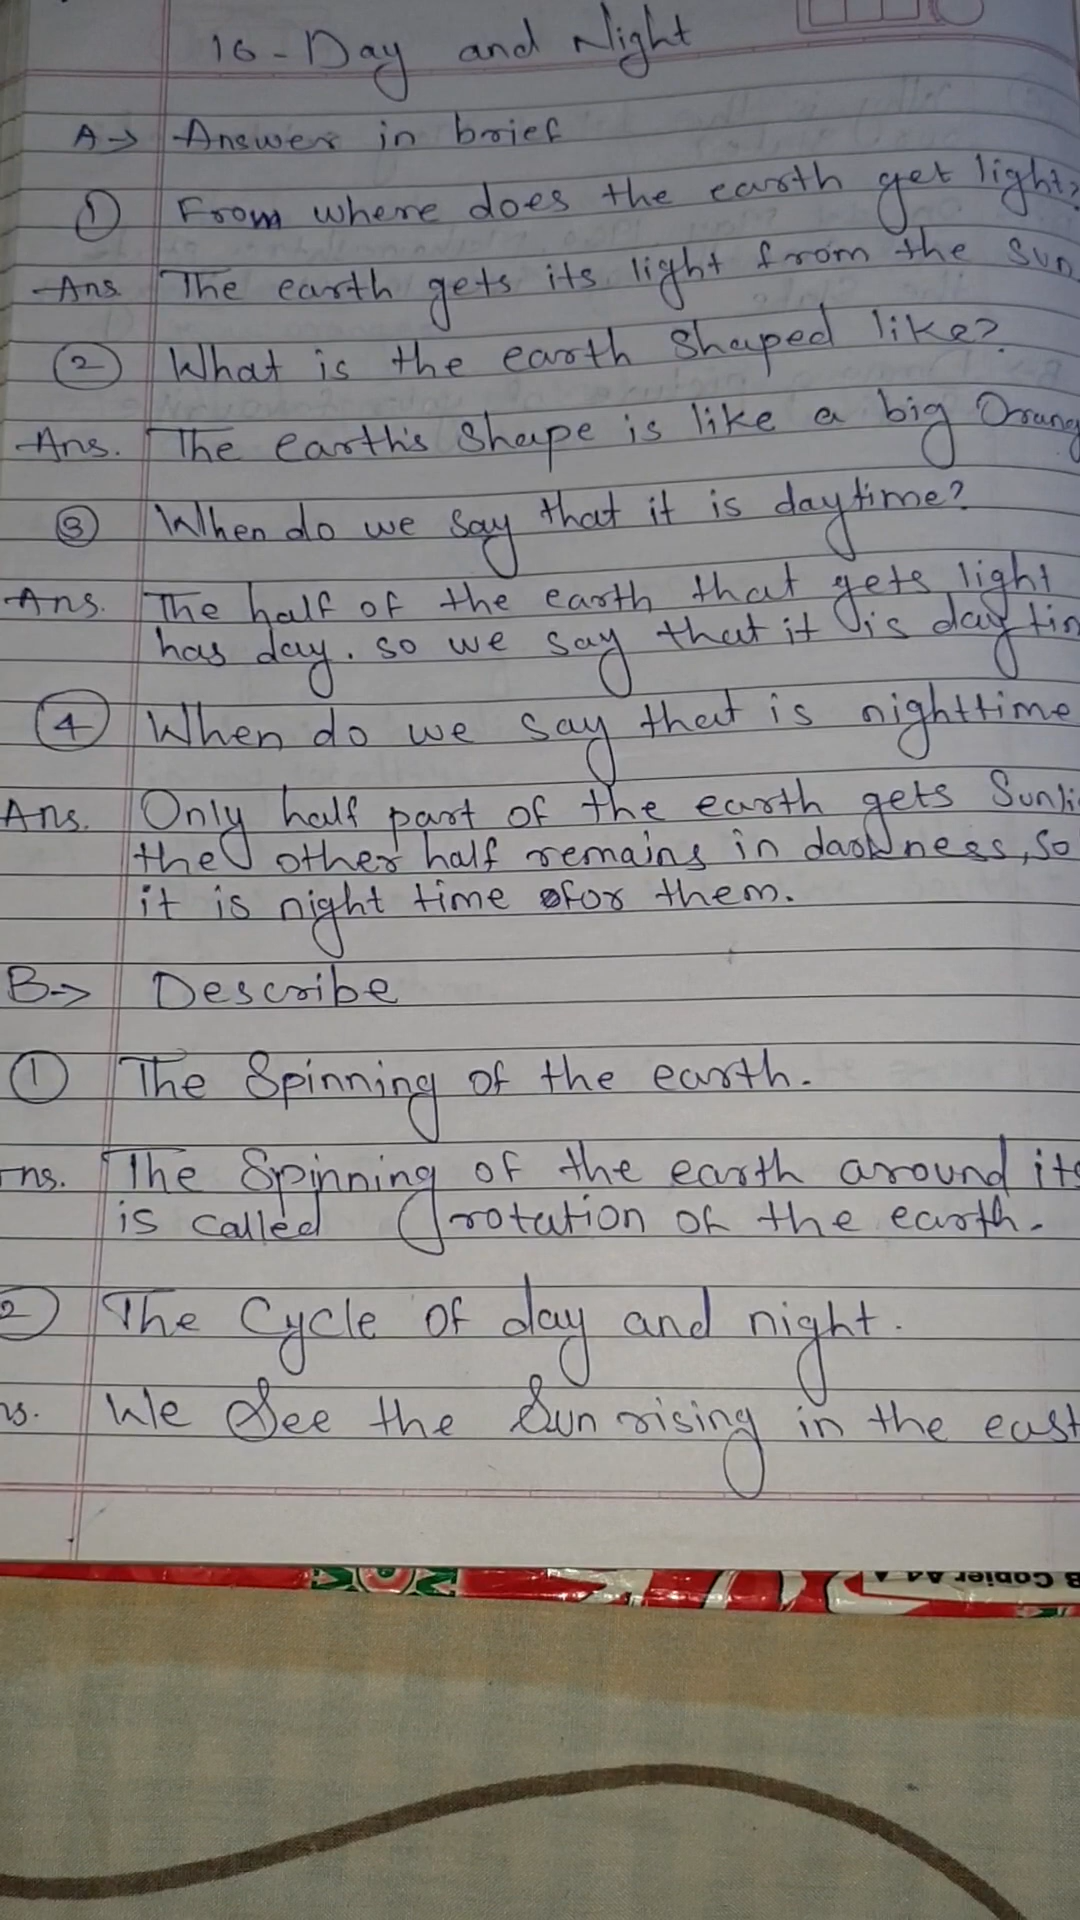 16 - Day and Night
A→ Answer in brief
① From where does the earth get light?
Ans The earth gets its light from the Sun
② What is the earth shaped like?
Ans. The earth's shape is like a big Orang
③ When do we say that it is daytime?
Ans. The half of the earth that gets light
has day. so we say that it is daytim
④ When do we say that is nighttime
Ans. Only half part of the earth gets Sunli
the other half remains in darkness, so
it is night time for them.
B→ Describe
① The Spinning of the earth.
ns. The Spinning of the earth around its
is called rotation of the earth.
② The Cycle of day and night.
s. We See the Sun rising in the east
B Copier A4